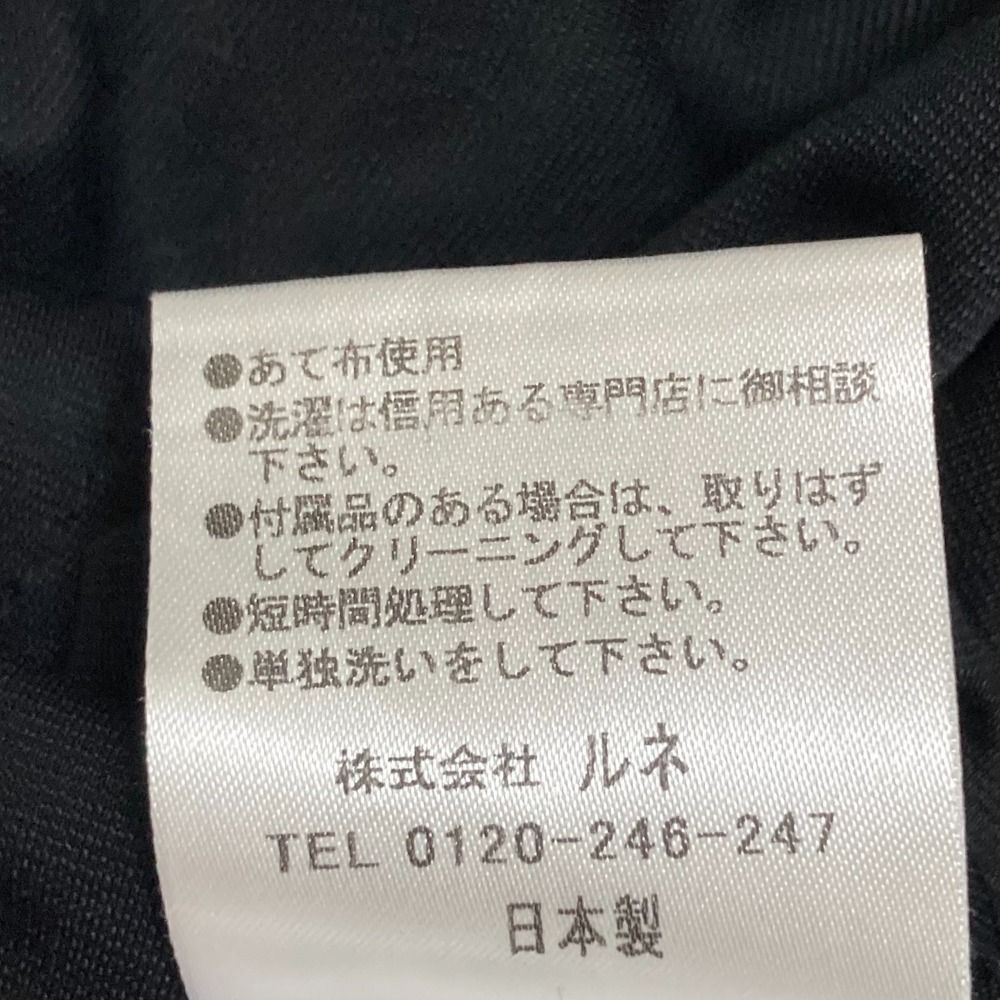 ●あて布使用
●洗濯は信用ある専門店に御相談
下さい。
●付属品のある場合は、取りはず
してクリーニングして下さい。
●短時間処理して下さい。
●単独洗いをして下さい。
株式会社 ルネ
TEL 0120-246-247
日本製